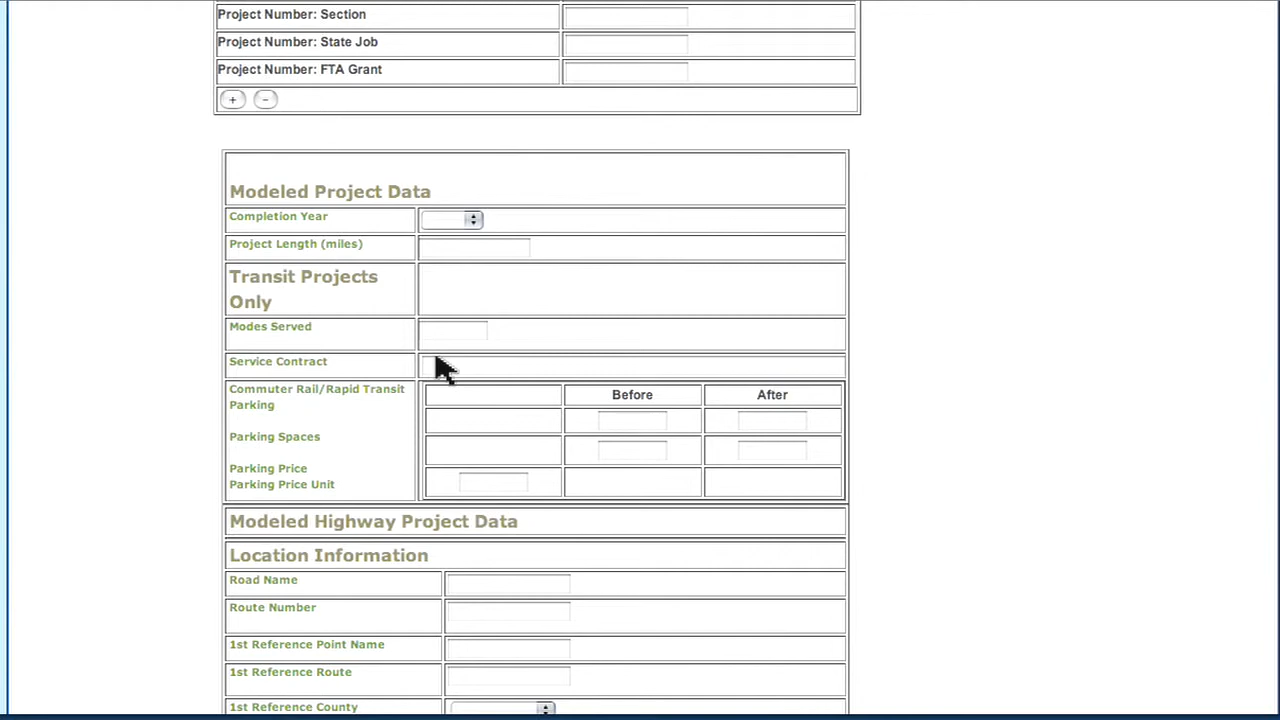 Project Number: Section
Project Number: State Job
Project Number: FTA Grant
+ -
Modeled Project Data
Completion Year
Project Length (miles)
Transit Projects
Only
Modes Served
Service Contract
Commuter Rail/Rapid Transit
Parking
Before After
Parking Spaces
Parking Price
Parking Price Unit
Modeled Highway Project Data
Location Information
Road Name
Route Number
1st Reference Point Name
1st Reference Route
1st Reference County